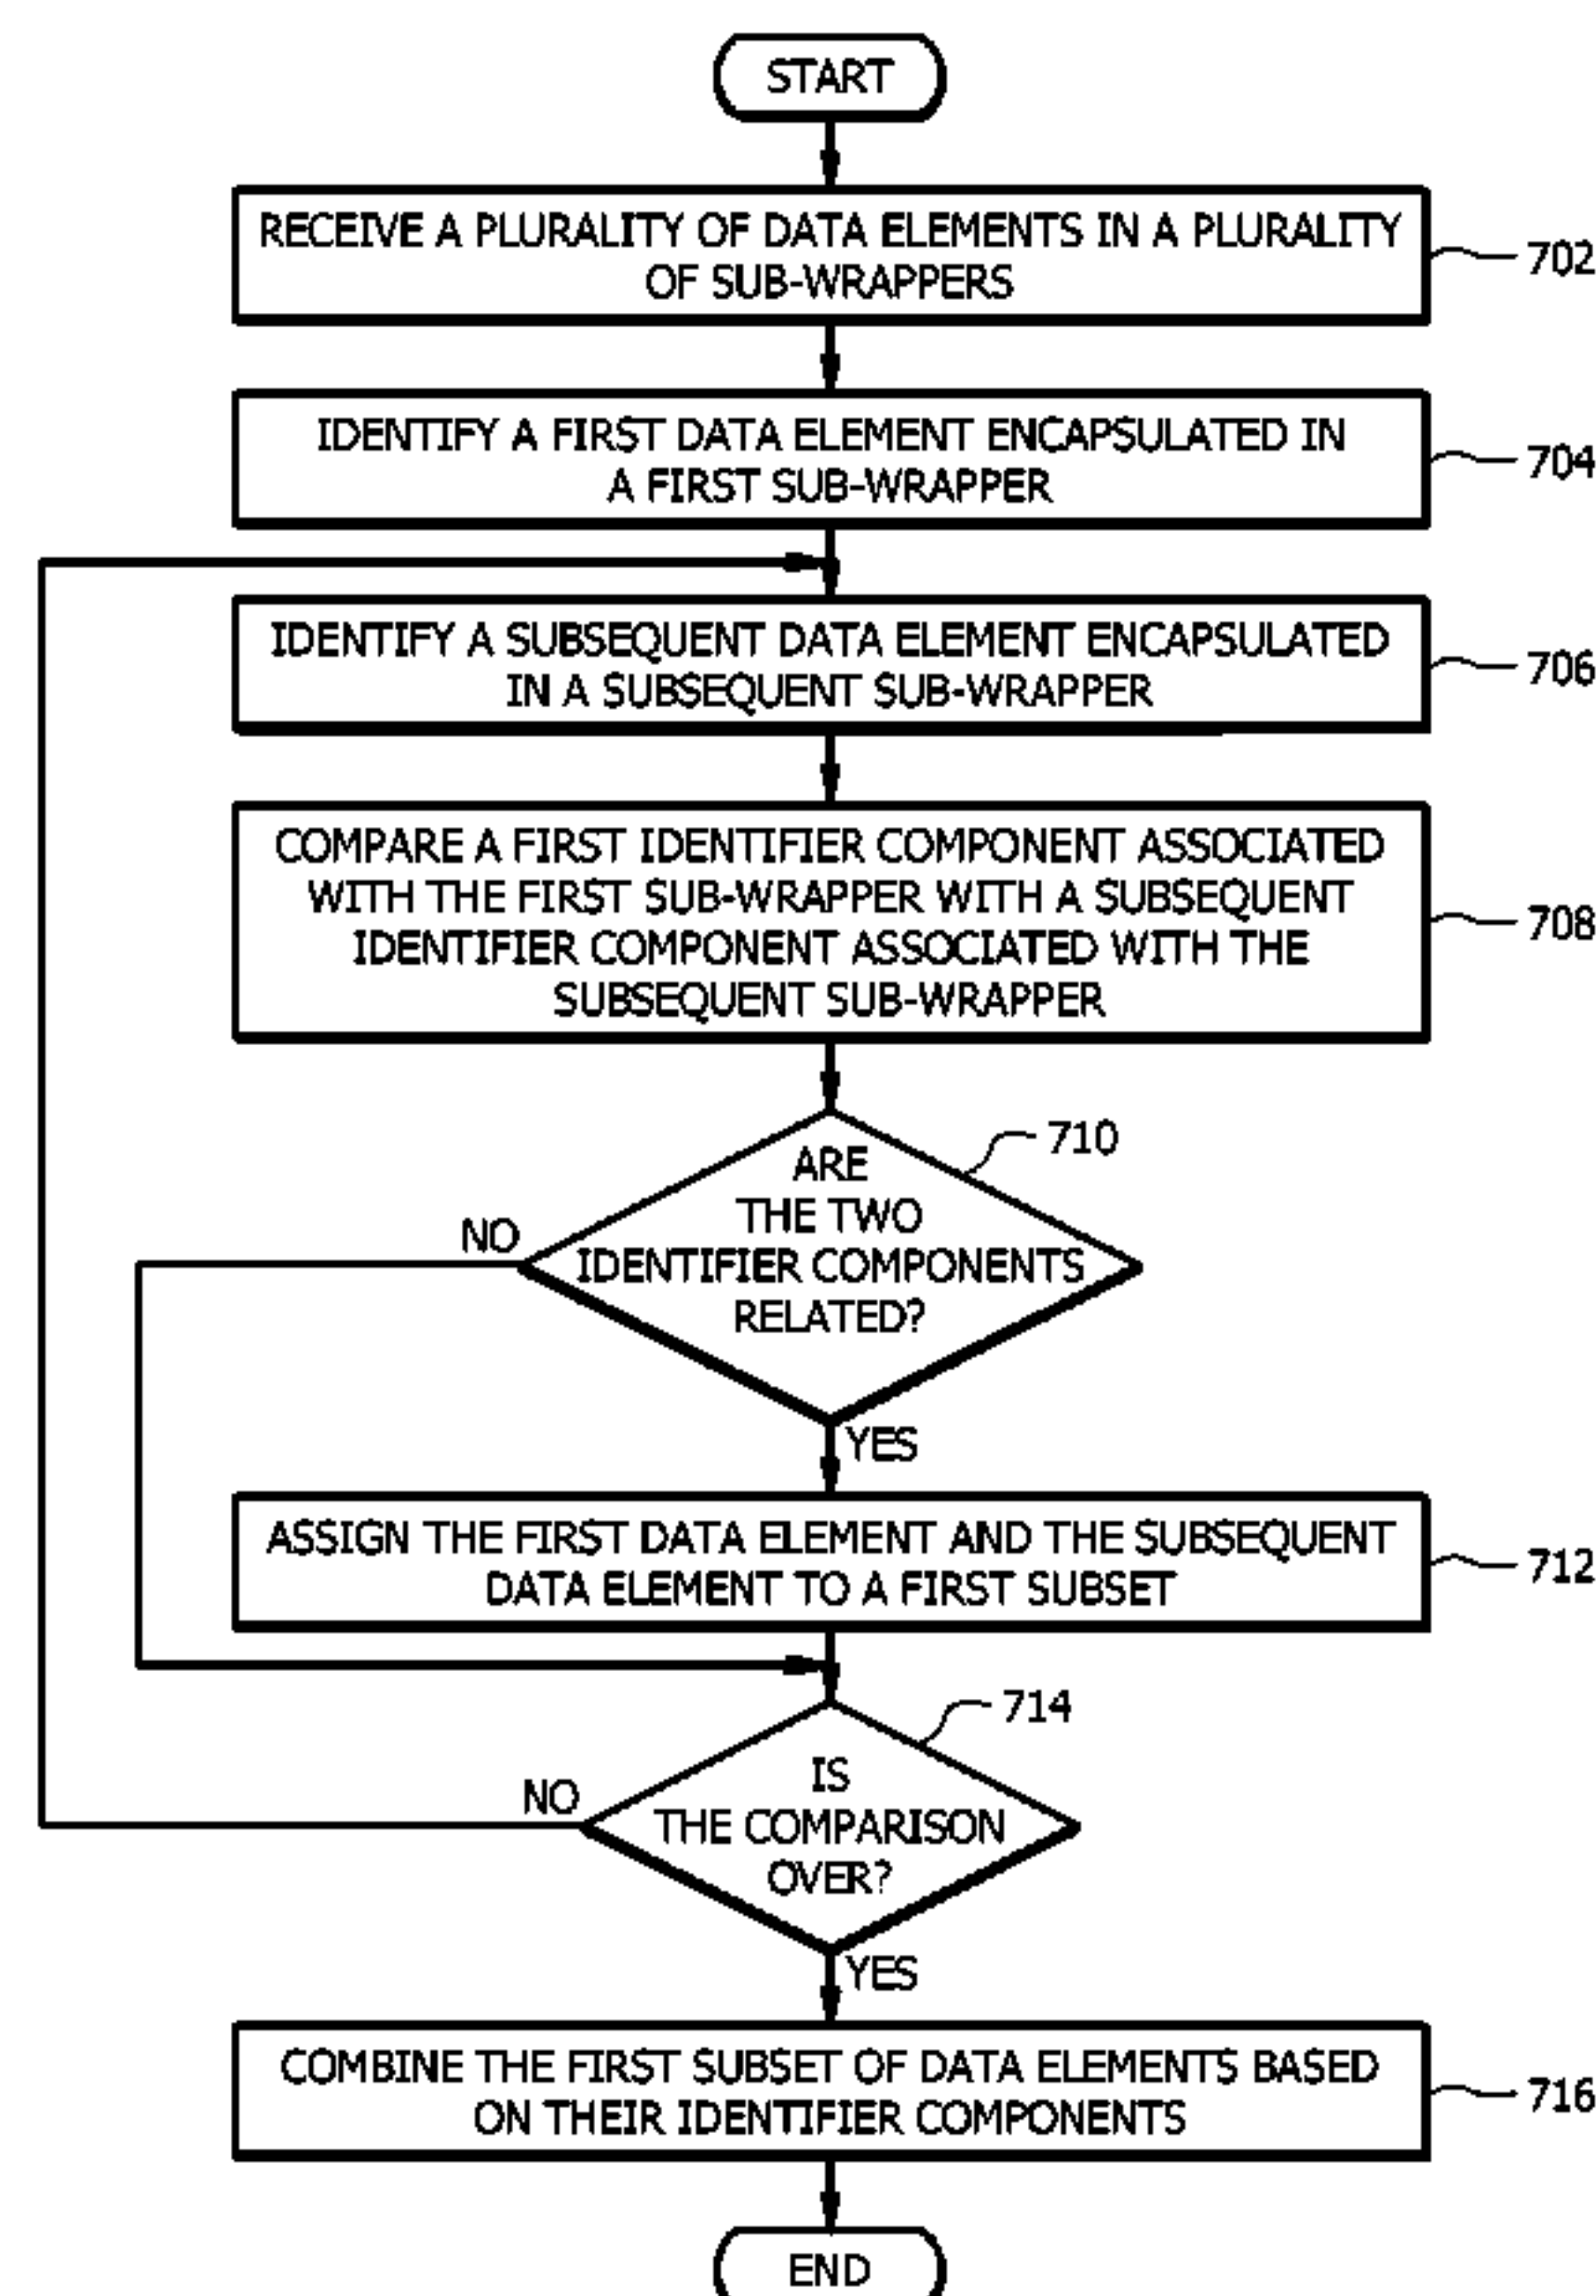 START
RECEIVE A PLURALITY OF DATA ELEMENTS IN A PLURALITY
OF SUB-WRAPPERS
702
IDENTIFY A FIRST DATA ELEMENT ENCAPSULATED IN
A FIRST SUB-WRAPPER
704
IDENTIFY A SUBSEQUENT DATA ELEMENT ENCAPSULATED
IN A SUBSEQUENT SUB-WRAPPER
706
COMPARE A FIRST IDENTIFIER COMPONENT ASSOCIATED
WITH THE FIRST SUB-WRAPPER WITH A SUBSEQUENT
IDENTIFIER COMPONENT ASSOCIATED WITH THE
SUBSEQUENT SUB-WRAPPER
708
710
ARE
THE TWO
IDENTIFIER COMPONENTS
RELATED?
NO
YES
ASSIGN THE FIRST DATA ELEMENT AND THE SUBSEQUENT
DATA ELEMENT TO A FIRST SUBSET
712
714
IS
THE COMPARISON
OVER?
NO
YES
COMBINE THE FIRST SUBSET OF DATA ELEMENTS BASED
ON THEIR IDENTIFIER COMPONENTS
716
END